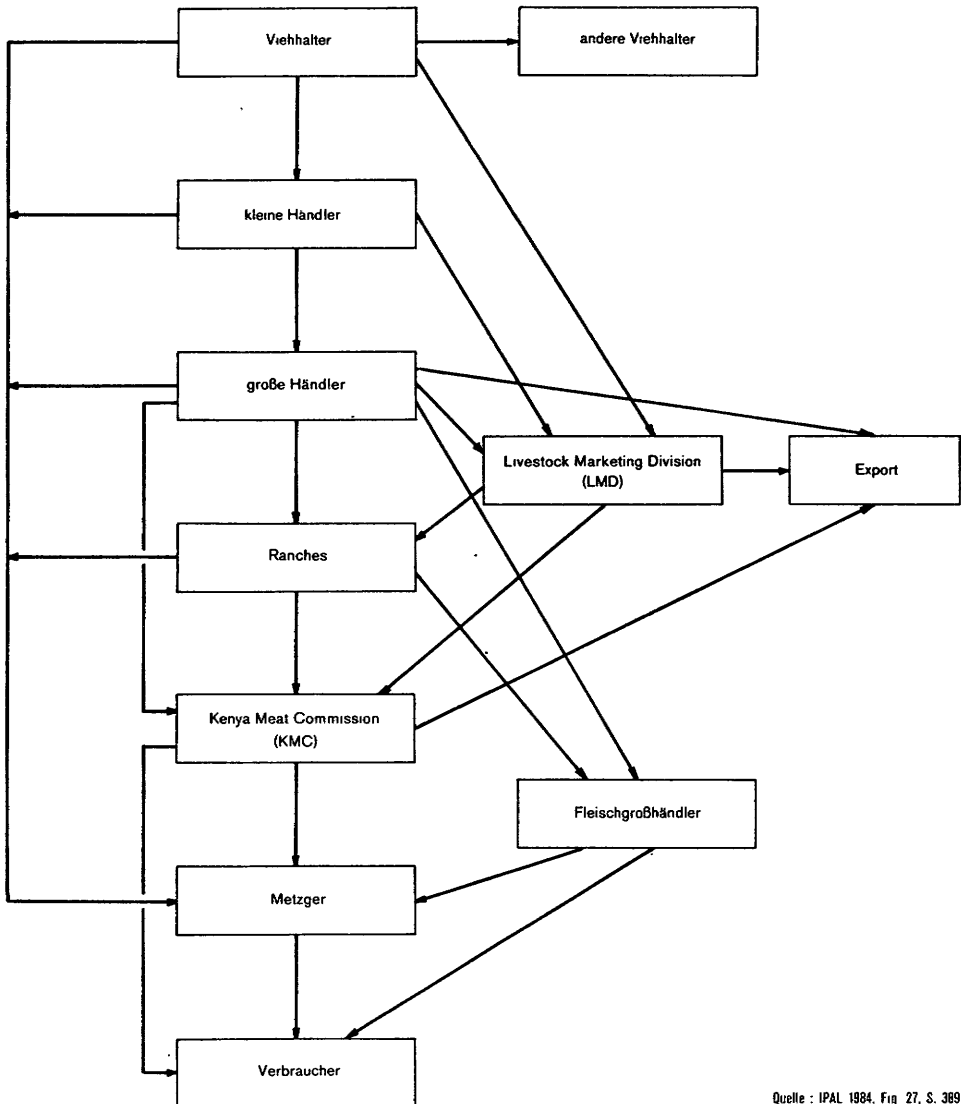 Viehhalter
andere Viehhalter
kleine Händler
große Händler
Livestock Marketing Division
(LMD)
Export
Ranches
Kenya Meat Commission
(KMC)
Fleischgroßhändler
Metzger
Verbraucher
Quelle : IPAL 1984, Fig 27, S. 389